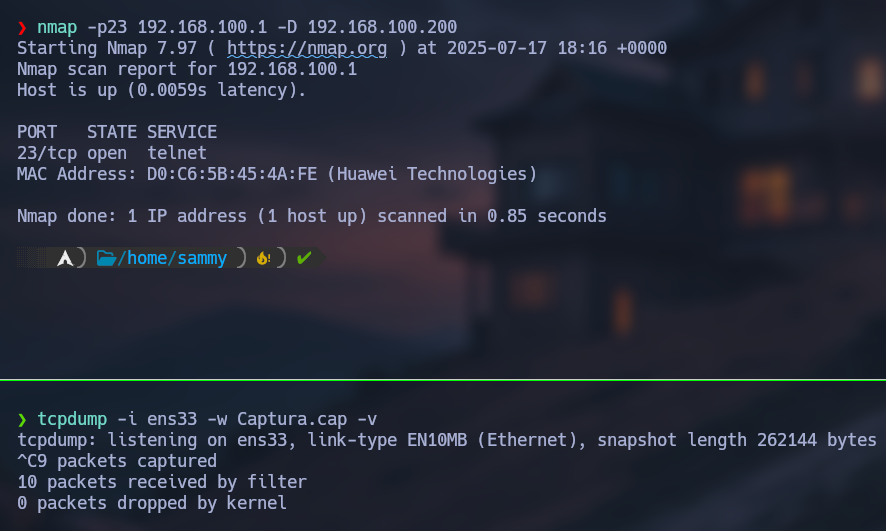 ❯ nmap -p23 192.168.100.1 -D 192.168.100.200
Starting Nmap 7.97 ( https://nmap.org ) at 2025-07-17 18:16 +0000
Nmap scan report for 192.168.100.1
Host is up (0.0059s latency).
PORT   STATE SERVICE
23/tcp open  telnet
MAC Address: D0:C6:5B:45:4A:FE (Huawei Technologies)
Nmap done: 1 IP address (1 host up) scanned in 0.85 seconds
/home/sammy
❯ tcpdump -i ens33 -w Captura.cap -v
tcpdump: listening on ens33, link-type EN10MB (Ethernet), snapshot length 262144 bytes
^C9 packets captured
10 packets received by filter
0 packets dropped by kernel